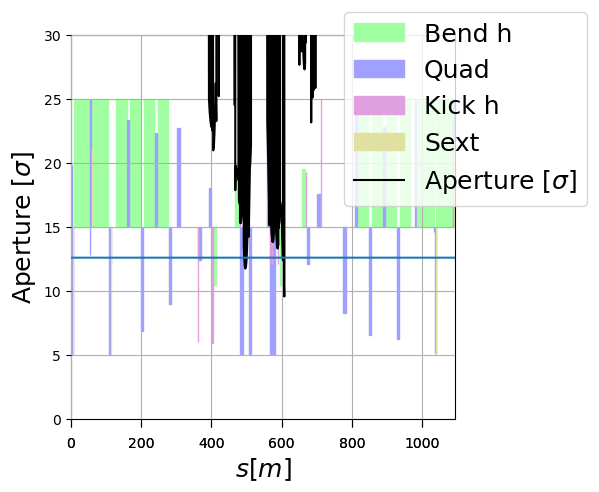 Bend h
Quad
Kick h
Sext
Aperture [σ]
Aperture [σ]
30
25
20
15
10
5
0
0 200 400 600 800 1000
s[m]